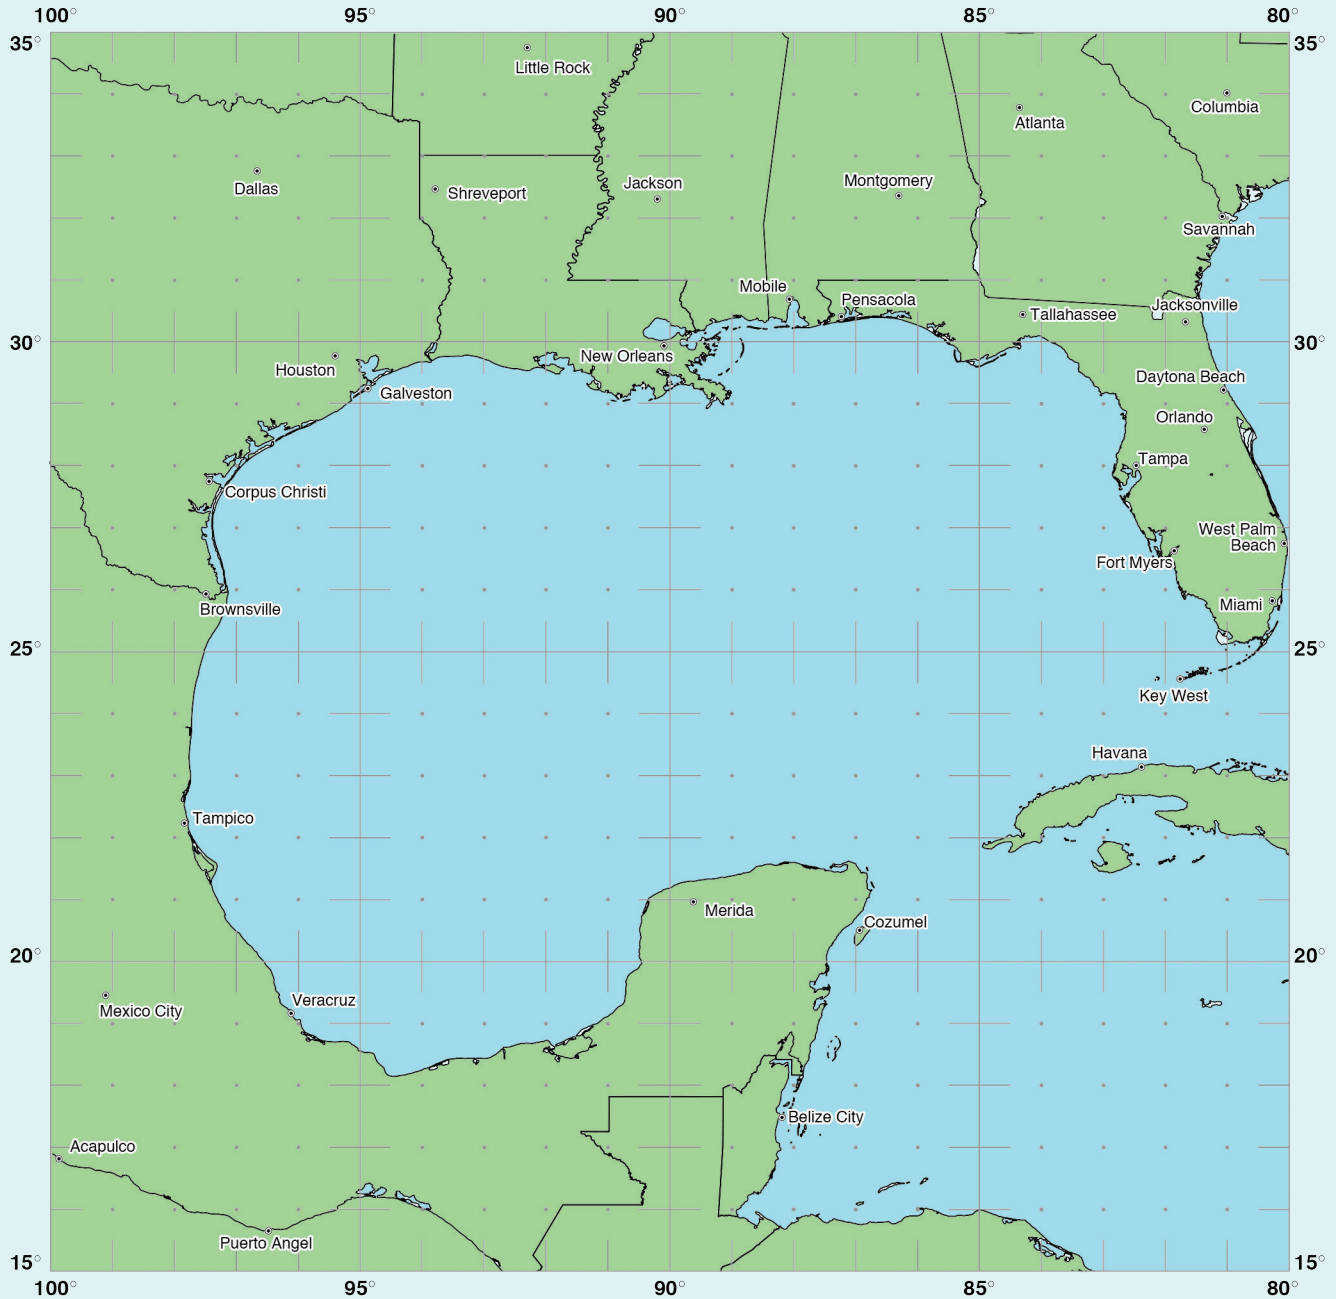 100° 95° 90° 85° 80°
35° 35°
Little Rock
Columbia
Atlanta
Dallas
Shreveport
Jackson
Montgomery
Savannah
Mobile
Pensacola
Jacksonville
Tallahassee
30° 30°
New Orleans
Houston
Daytona Beach
Galveston
Orlando
Tampa
Corpus Christi
West Palm
Beach
Fort Myers
Brownsville
Miami
25° 25°
Key West
Havana
Tampico
Merida
Cozumel
20° 20°
Veracruz
Mexico City
Belize City
Acapulco
Puerto Angel
15° 15°
100° 95° 90° 85° 80°